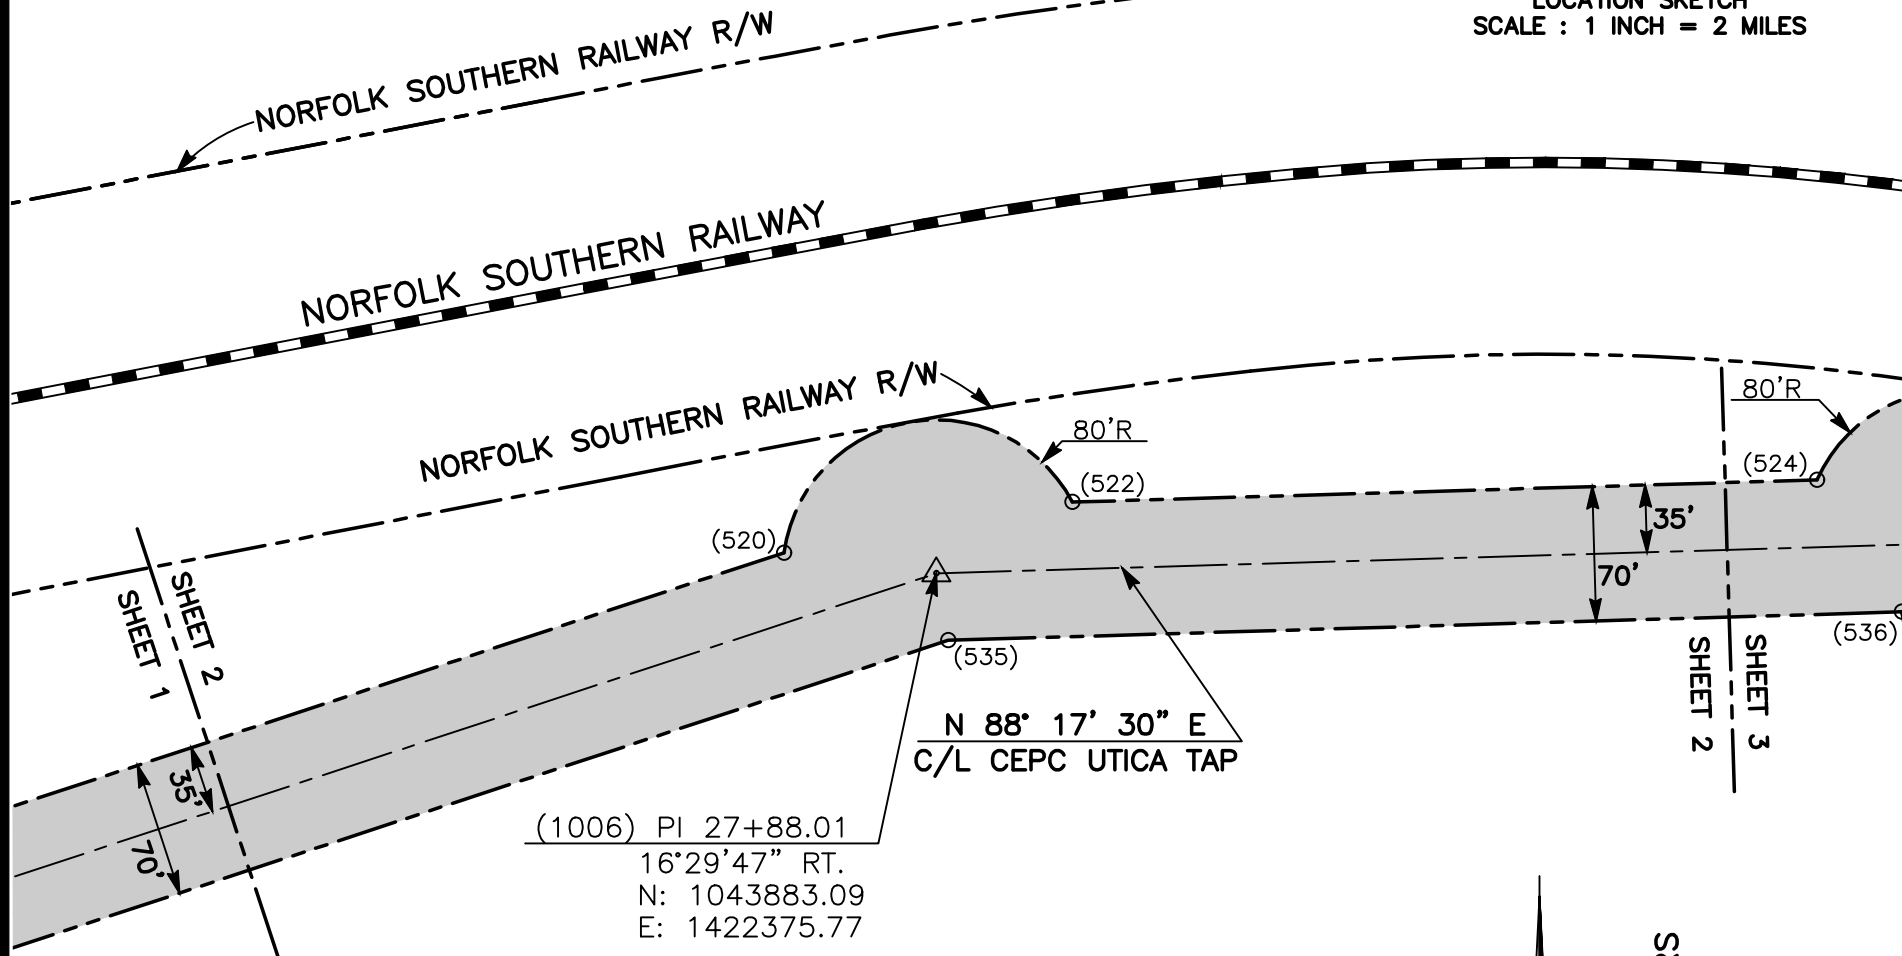 LOCATION SKETCH
SCALE : 1 INCH = 2 MILES
NORFOLK SOUTHERN RAILWAY R/W
NORFOLK SOUTHERN RAILWAY
NORFOLK SOUTHERN RAILWAY R/W
80'R
80'R
(522)
(524)
(520)
35'
70'
SHEET 2
SHEET 1
(535)
(536)
SHEET 3
SHEET 2
N 88° 17' 30" E
C/L CEPC UTICA TAP
35'
70'
(1006) PI 27+88.01
16°29'47" RT.
N: 1043883.09
E: 1422375.77